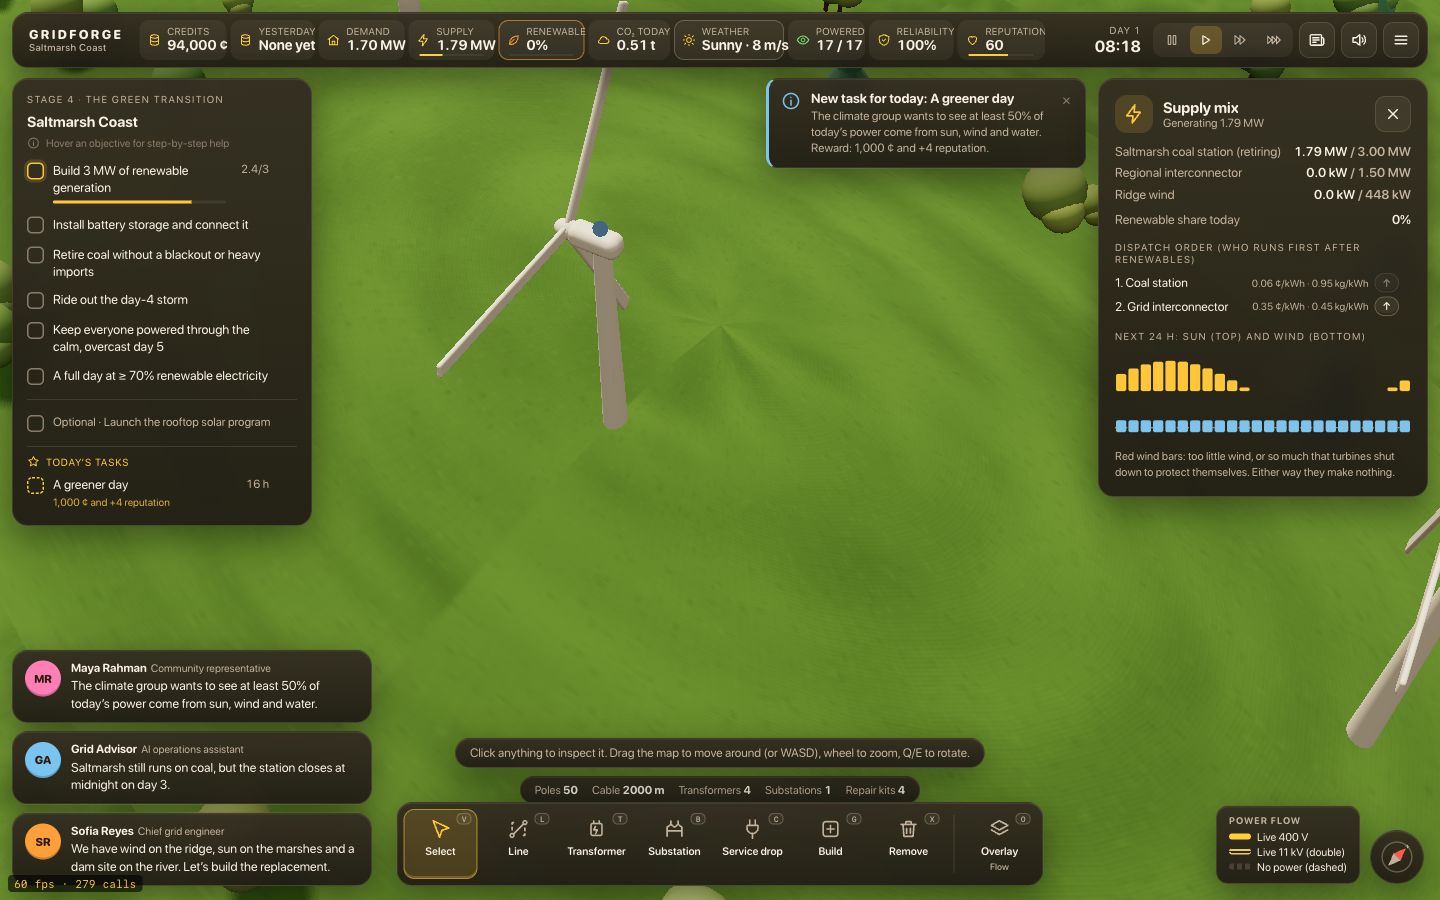 GRIDFORGE
Saltmarsh Coast
CREDITS
94,000 ¢
YESTERDAY
None yet
DEMAND
1.70 MW
SUPPLY
1.79 MW
RENEWABLE
0%
CO₂ TODAY
0.51 t
WEATHER
Sunny · 8 m/s
POWERED
17 / 17
RELIABILITY
100%
REPUTATION
60
DAY 1
08:18
STAGE 4 · THE GREEN TRANSITION
Saltmarsh Coast
Hover an objective for step-by-step help
Build 3 MW of renewable
generation
2.4/3
Install battery storage and connect it
Retire coal without a blackout or heavy
imports
Ride out the day-4 storm
Keep everyone powered through the
calm, overcast day 5
A full day at ≥ 70% renewable electricity
Optional · Launch the rooftop solar program
TODAY'S TASKS
A greener day
16 h
1,000 ¢ and +4 reputation
New task for today: A greener day
The climate group wants to see at least 50% of
today's power come from sun, wind and water.
Reward: 1,000 ¢ and +4 reputation.
Supply mix
Generating 1.79 MW
Saltmarsh coal station (retiring) 1.79 MW / 3.00 MW
Regional interconnector 0.0 kW / 1.50 MW
Ridge wind 0.0 kW / 448 kW
Renewable share today 0%
DISPATCH ORDER (WHO RUNS FIRST AFTER
RENEWABLES)
1. Coal station 0.06 ¢/kWh · 0.95 kg/kWh
2. Grid interconnector 0.35 ¢/kWh · 0.45 kg/kWh
NEXT 24 H: SUN (TOP) AND WIND (BOTTOM)
Red wind bars: too little wind, or so much that turbines shut
down to protect themselves. Either way they make nothing.
MR
Maya Rahman Community representative
The climate group wants to see at least 50% of
today's power come from sun, wind and water.
GA
Grid Advisor AI operations assistant
Saltmarsh still runs on coal, but the station closes at
midnight on day 3.
SR
Sofia Reyes Chief grid engineer
We have wind on the ridge, sun on the marshes and a
dam site on the river. Let's build the replacement.
60 fps · 279 calls
Click anything to inspect it. Drag the map to move around (or WASD), wheel to zoom, Q/E to rotate.
Poles 50 Cable 2000 m Transformers 4 Substations 1 Repair kits 4
V
Select
L
Line
T
Transformer
B
Substation
C
Service drop
G
Build
X
Remove
O
Overlay
Flow
POWER FLOW
Live 400 V
Live 11 kV (double)
No power (dashed)